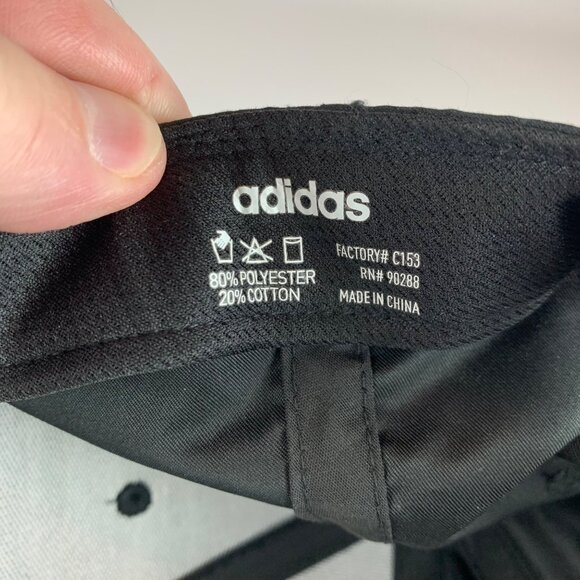 adidas
80% POLYESTER
20% COTTON
FACTORY# C153
RN# 90288
MADE IN CHINA